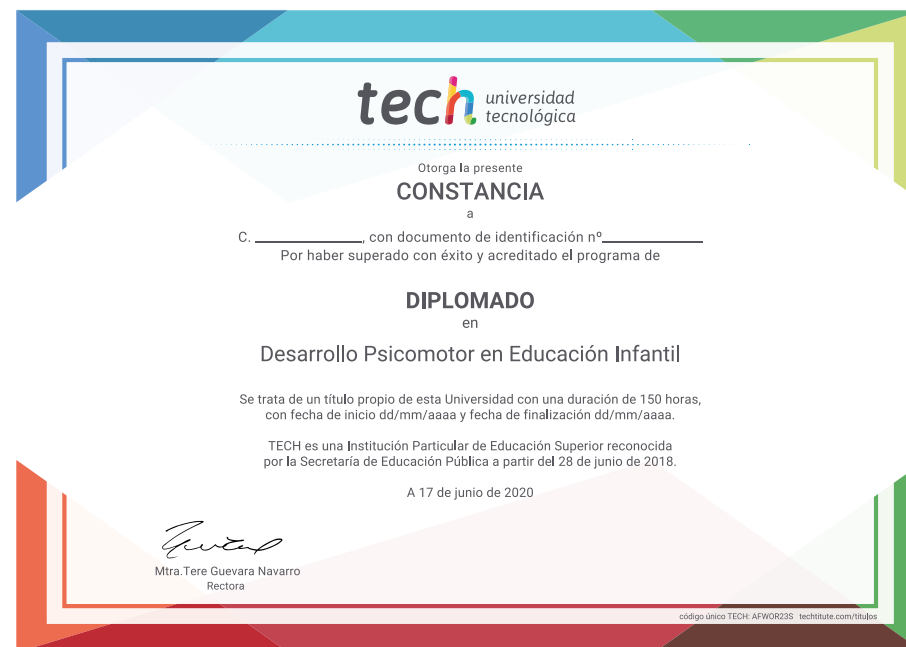 tech universidad
tecnológica
Otorga la presente
CONSTANCIA
a
C. ______________, con documento de identificación nº_____________
Por haber superado con éxito y acreditado el programa de
DIPLOMADO
en
Desarrollo Psicomotor en Educación Infantil
Se trata de un título propio de esta Universidad con una duración de 150 horas,
con fecha de inicio dd/mm/aaaa y fecha de finalización dd/mm/aaaa.
TECH es una Institución Particular de Educación Superior reconocida
por la Secretaría de Educación Pública a partir del 28 de junio de 2018.
A 17 de junio de 2020
Mtra.Tere Guevara Navarro
Rectora
código único TECH: AFWOR23S techtitute.com/titulos